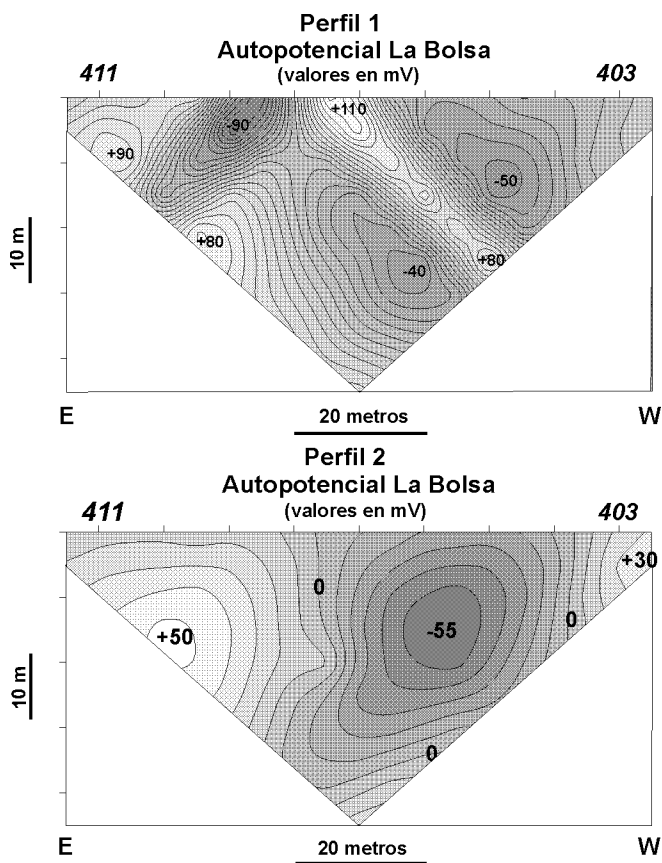 Perfil 1
Autopotencial La Bolsa
(valores en mV)
411 403
+110
-90
+90
-50
+80
+80
-40
10 m
E 20 metros W
Perfil 2
Autopotencial La Bolsa
(valores en mV)
411 403
+30
0
0
+50 -55
10 m
0
E 20 metros W